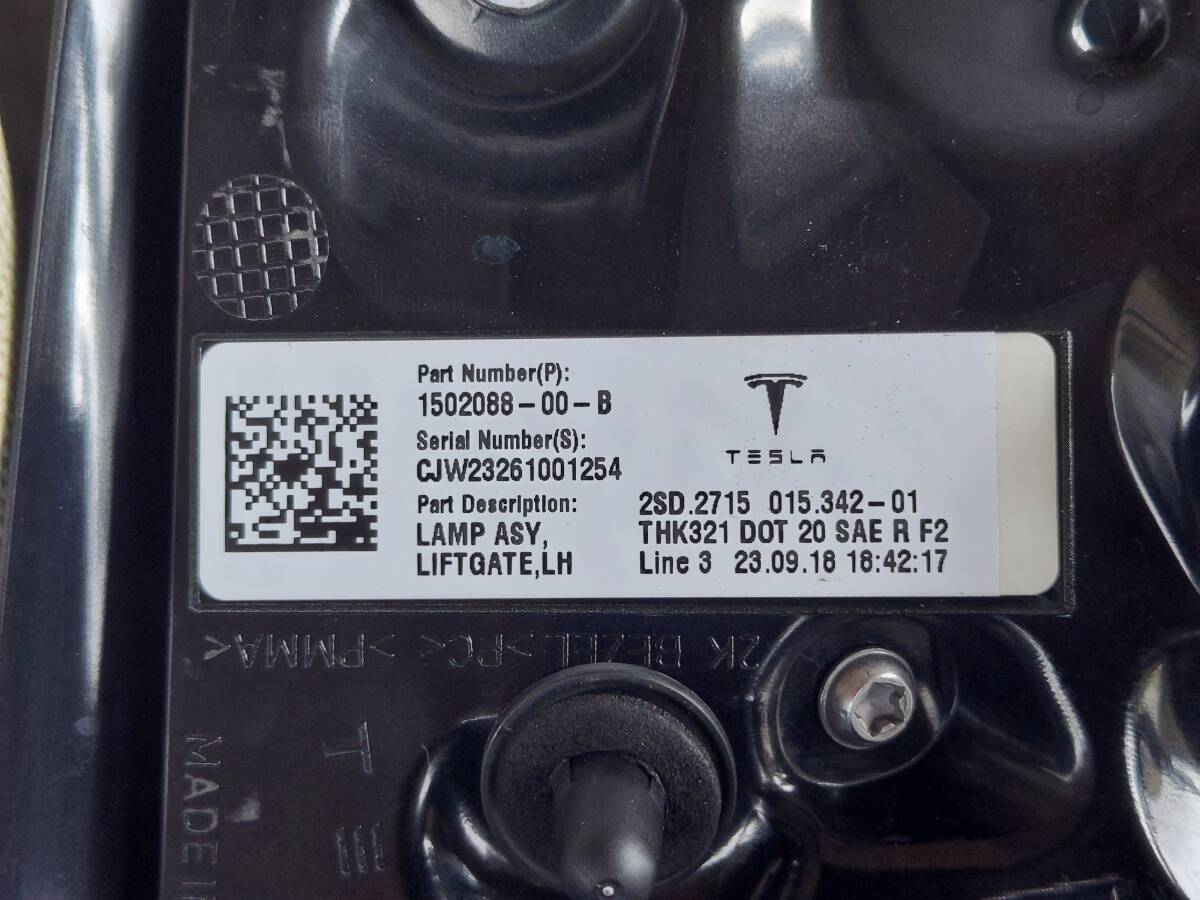 Part Number(P):
1502088-00-B
Serial Number(S):
CJW23261001254
Part Description:
LAMP ASY,
LIFTGATE,LH
TESLA
2SD.2715 015.342-01
THK321 DOT 20 SAE R F2
Line 3 23.09.18 18:42:17
2K BEZEL >PC< >PMMA<
MADE
T